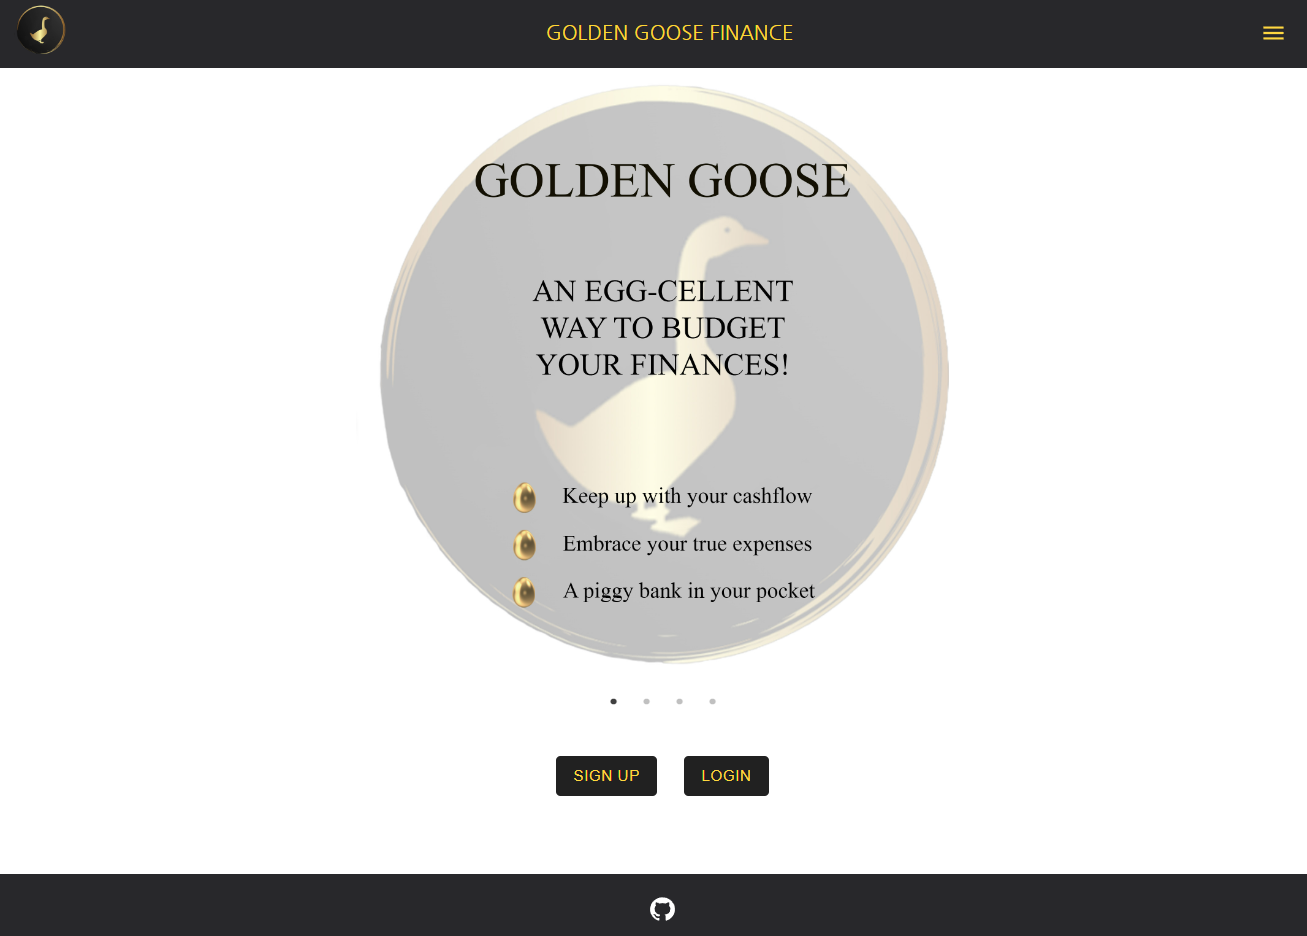 GOLDEN GOOSE FINANCE
GOLDEN GOOSE
AN EGG-CELLENT
WAY TO BUDGET
YOUR FINANCES!
Keep up with your cashflow
Embrace your true expenses
A piggy bank in your pocket
SIGN UP
LOGIN